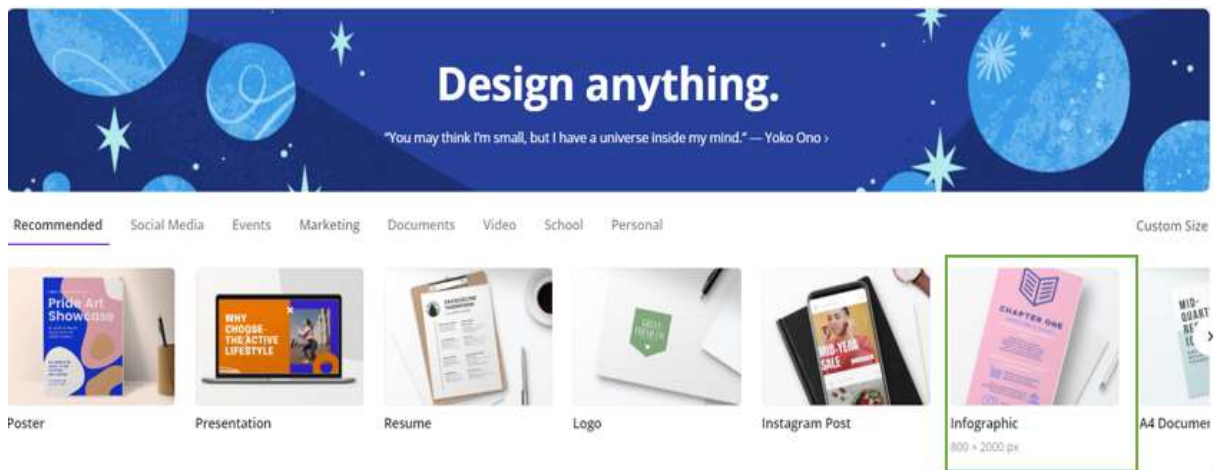 Design anything.
"You may think I'm small, but I have a universe inside my mind." — Yoko Ono >
Recommended Social Media Events Marketing Documents Video School Personal Custom Size
Pride Art
Showcase
WHY
CHOOSE
THE ACTIVE
LIFESTYLE
MID-YEAR
SALE
CHAPTER ONE
MID-
QUART
Poster Presentation Resume Logo Instagram Post Infographic A4 Documen
800 × 2000 px